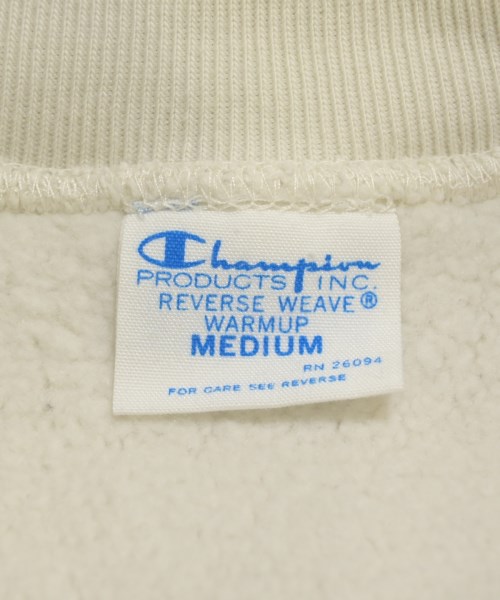 Champion
PRODUCTS INC.
REVERSE WEAVE®
WARMUP
MEDIUM
RN 26094
FOR CARE SEE REVERSE